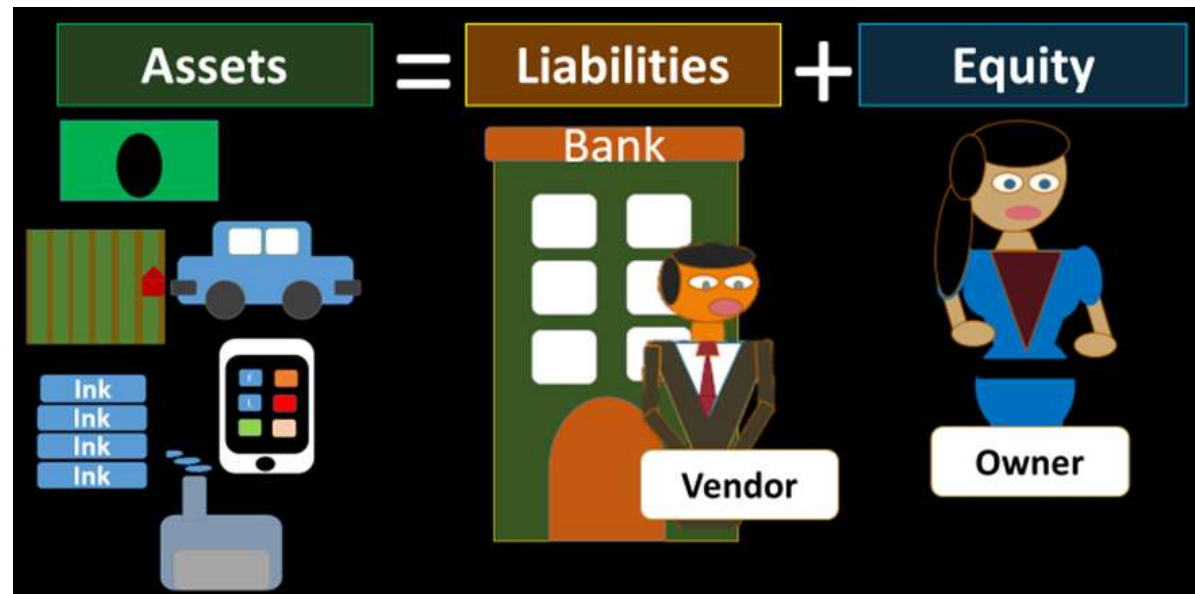 Assets = Liabilities + Equity
Bank
Ink
Ink
Ink
Ink
F
L
Vendor
Owner